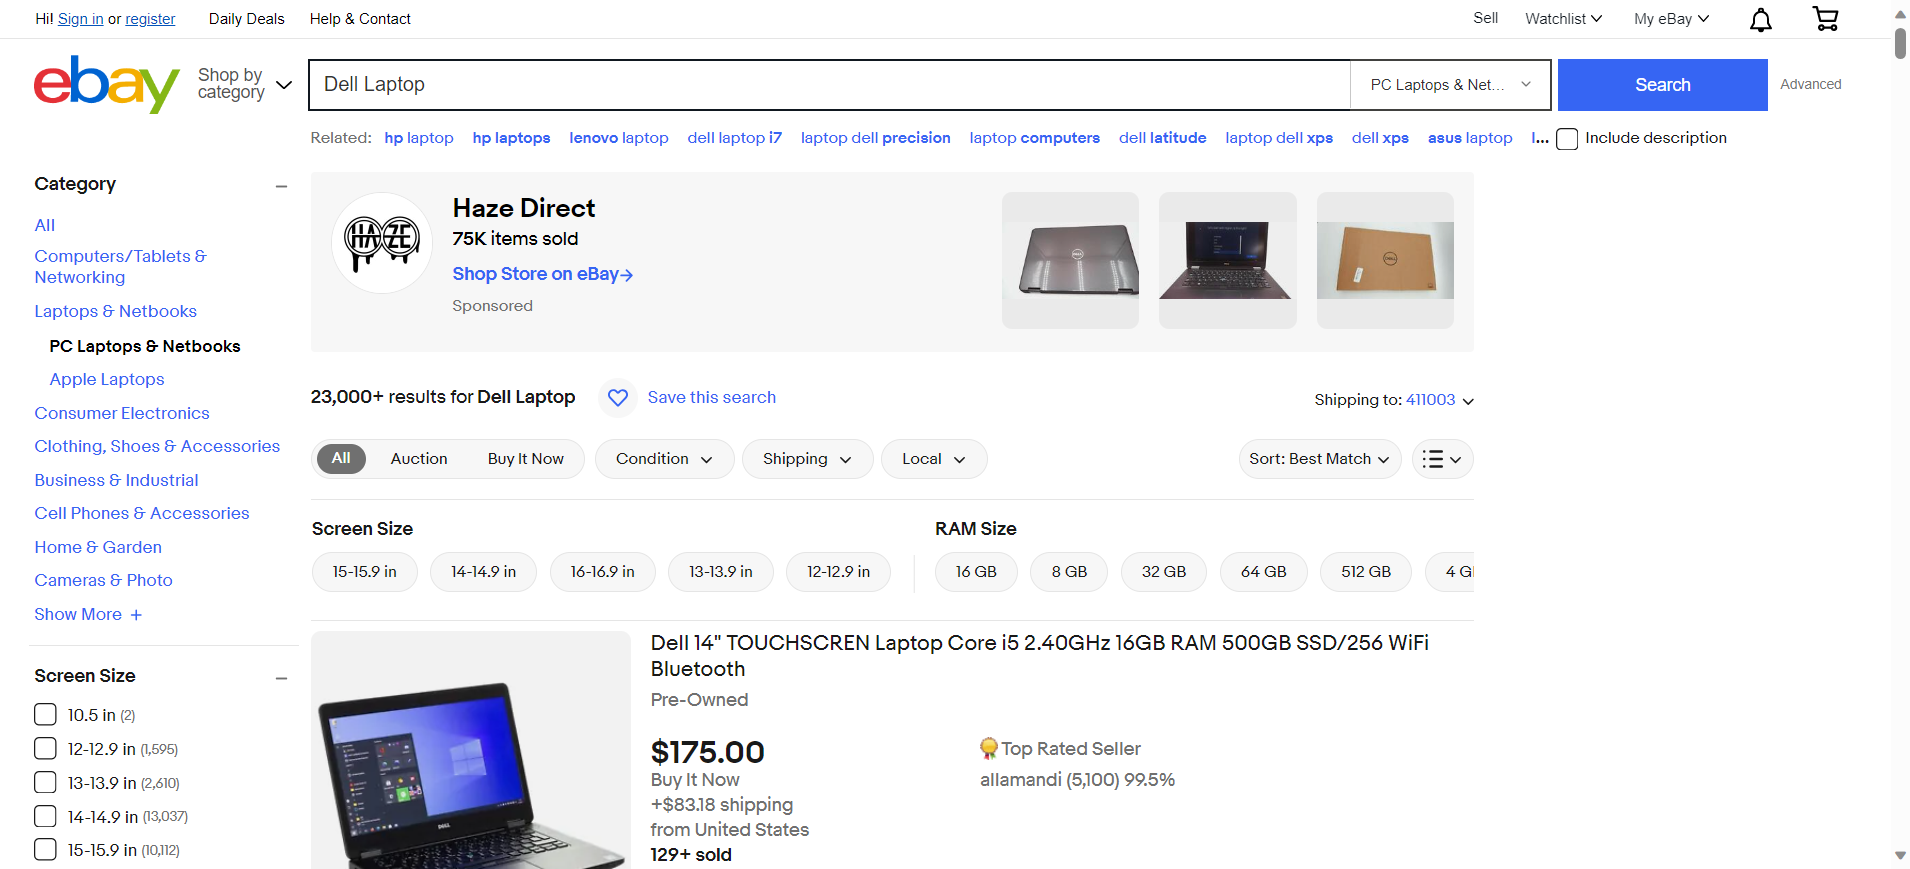 Hi! Sign in or register
Daily Deals
Help & Contact
Sell
Watchlist
My eBay
ebay
Shop by
category
Dell Laptop
PC Laptops & Net...
Search
Advanced
Related:
hp laptop
hp laptops
lenovo laptop
dell laptop i7
laptop dell precision
laptop computers
dell latitude
laptop dell xps
dell xps
asus laptop
l...
Include description
Category
All
Computers/Tablets &
Networking
Laptops & Netbooks
PC Laptops & Netbooks
Apple Laptops
Consumer Electronics
Clothing, Shoes & Accessories
Business & Industrial
Cell Phones & Accessories
Home & Garden
Cameras & Photo
Show More
Screen Size
10.5 in (2)
12-12.9 in (1,595)
13-13.9 in (2,610)
14-14.9 in (13,037)
15-15.9 in (10,112)
HAZE
Haze Direct
75K items sold
Shop Store on eBay
Sponsored
DELL
23,000+ results for Dell Laptop
Save this search
Shipping to: 411003
All
Auction
Buy It Now
Condition
Shipping
Local
Sort: Best Match
Screen Size
15-15.9 in
14-14.9 in
16-16.9 in
13-13.9 in
12-12.9 in
RAM Size
16 GB
8 GB
32 GB
64 GB
512 GB
4 G
DELL
Dell 14" TOUCHSCREN Laptop Core i5 2.40GHz 16GB RAM 500GB SSD/256 WiFi
Bluetooth
Pre-Owned
$175.00
Buy It Now
+$83.18 shipping
from United States
129+ sold
Top Rated Seller
allamandi (5,100) 99.5%